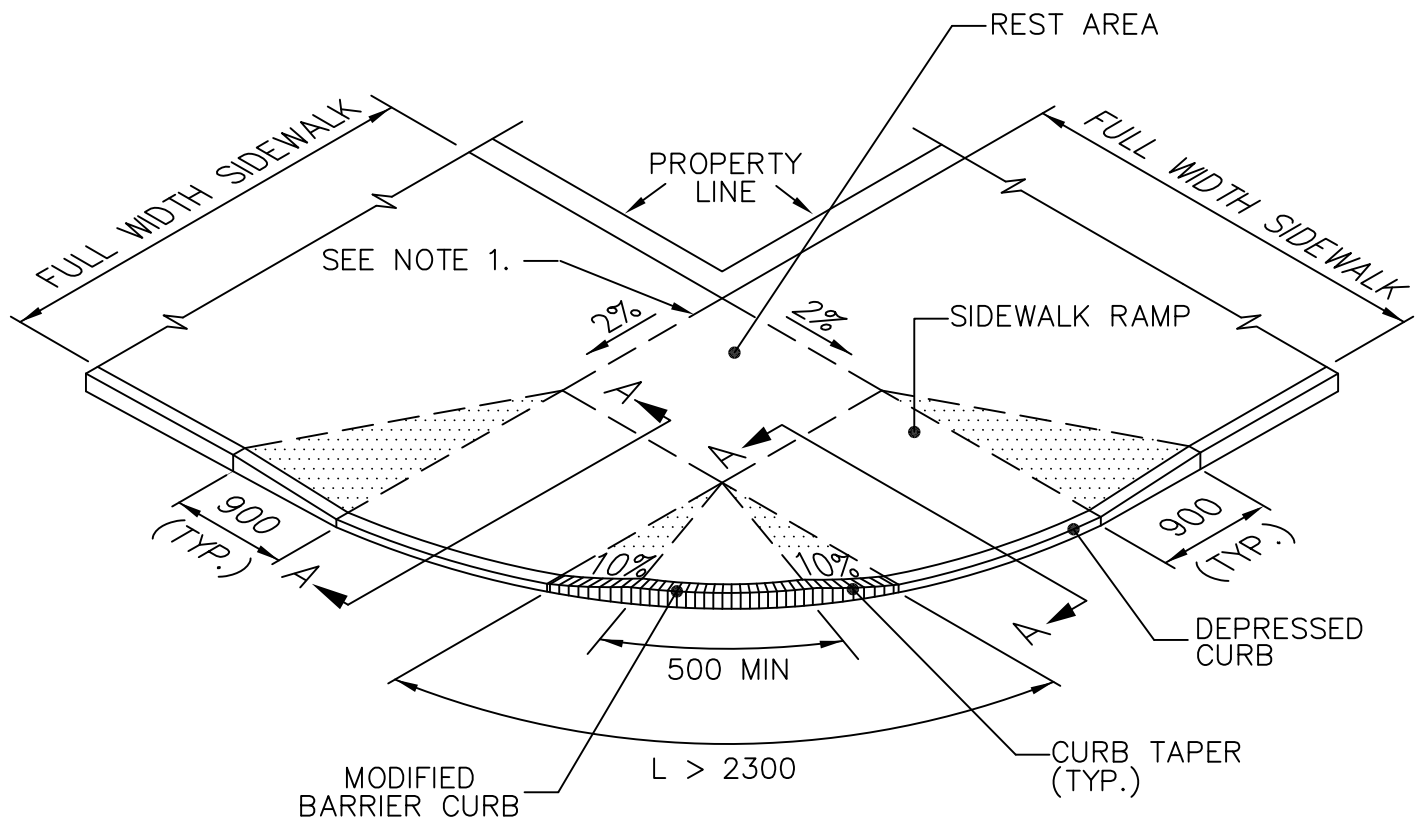 REST AREA
FULL WIDTH SIDEWALK
PROPERTY
LINE
FULL WIDTH SIDEWALK
SEE NOTE 1.
2%
2%
SIDEWALK RAMP
A
A
900
(TYP.)
A
10%
10%
900
(TYP.)
A
500 MIN
DEPRESSED
CURB
L > 2300
CURB TAPER
(TYP.)
MODIFIED
BARRIER CURB